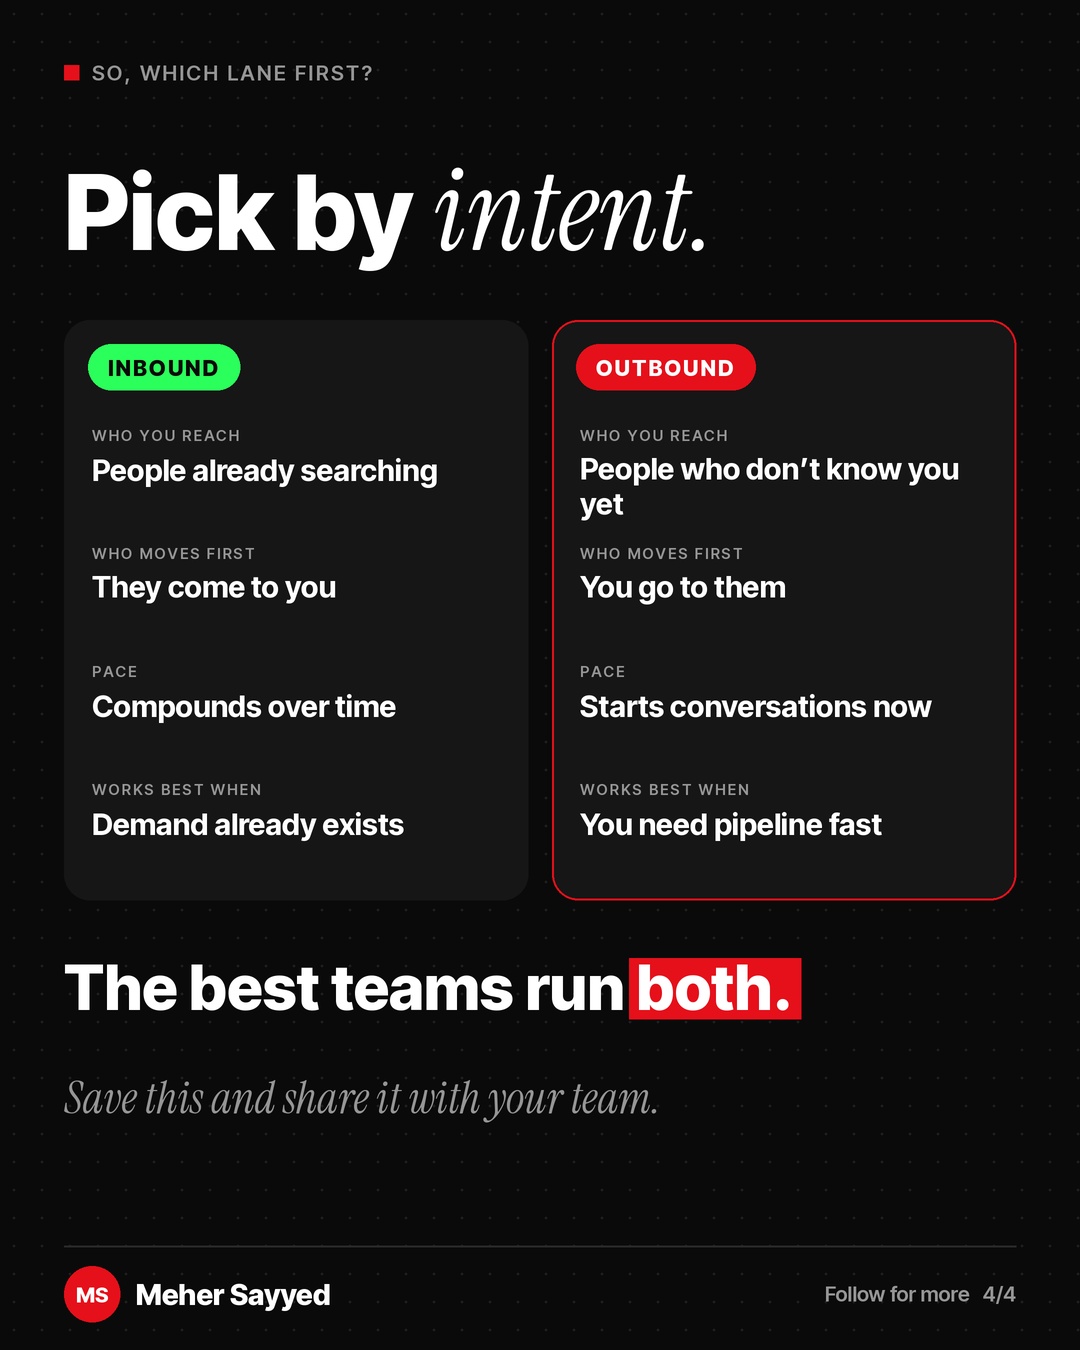 SO, WHICH LANE FIRST?
Pick by intent.
INBOUND
WHO YOU REACH
People already searching
WHO MOVES FIRST
They come to you
PACE
Compounds over time
WORKS BEST WHEN
Demand already exists
OUTBOUND
WHO YOU REACH
People who don’t know you
yet
WHO MOVES FIRST
You go to them
PACE
Starts conversations now
WORKS BEST WHEN
You need pipeline fast
The best teams run both.
Save this and share it with your team.
MS Meher Sayyed
Follow for more 4/4